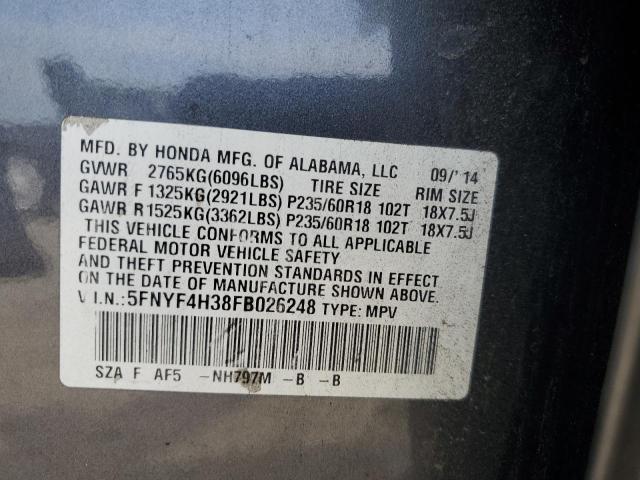 MFD. BY HONDA MFG. OF ALABAMA, LLC 09/'14
GVWR 2765KG(6096LBS) TIRE SIZE RIM SIZE
GAWR F 1325KG(2921LBS) P235/60R18 102T 18X7.5J
GAWR R 1525KG(3362LBS) P235/60R18 102T 18X7.5J
THIS VEHICLE CONFORMS TO ALL APPLICABLE
FEDERAL MOTOR VEHICLE SAFETY
AND THEFT PREVENTION STANDARDS IN EFFECT
ON THE DATE OF MANUFACTURE SHOWN ABOVE.
V.I.N.:5FNYF4H38FB026248 TYPE: MPV
SZA F AF5 -NH797M -B -B